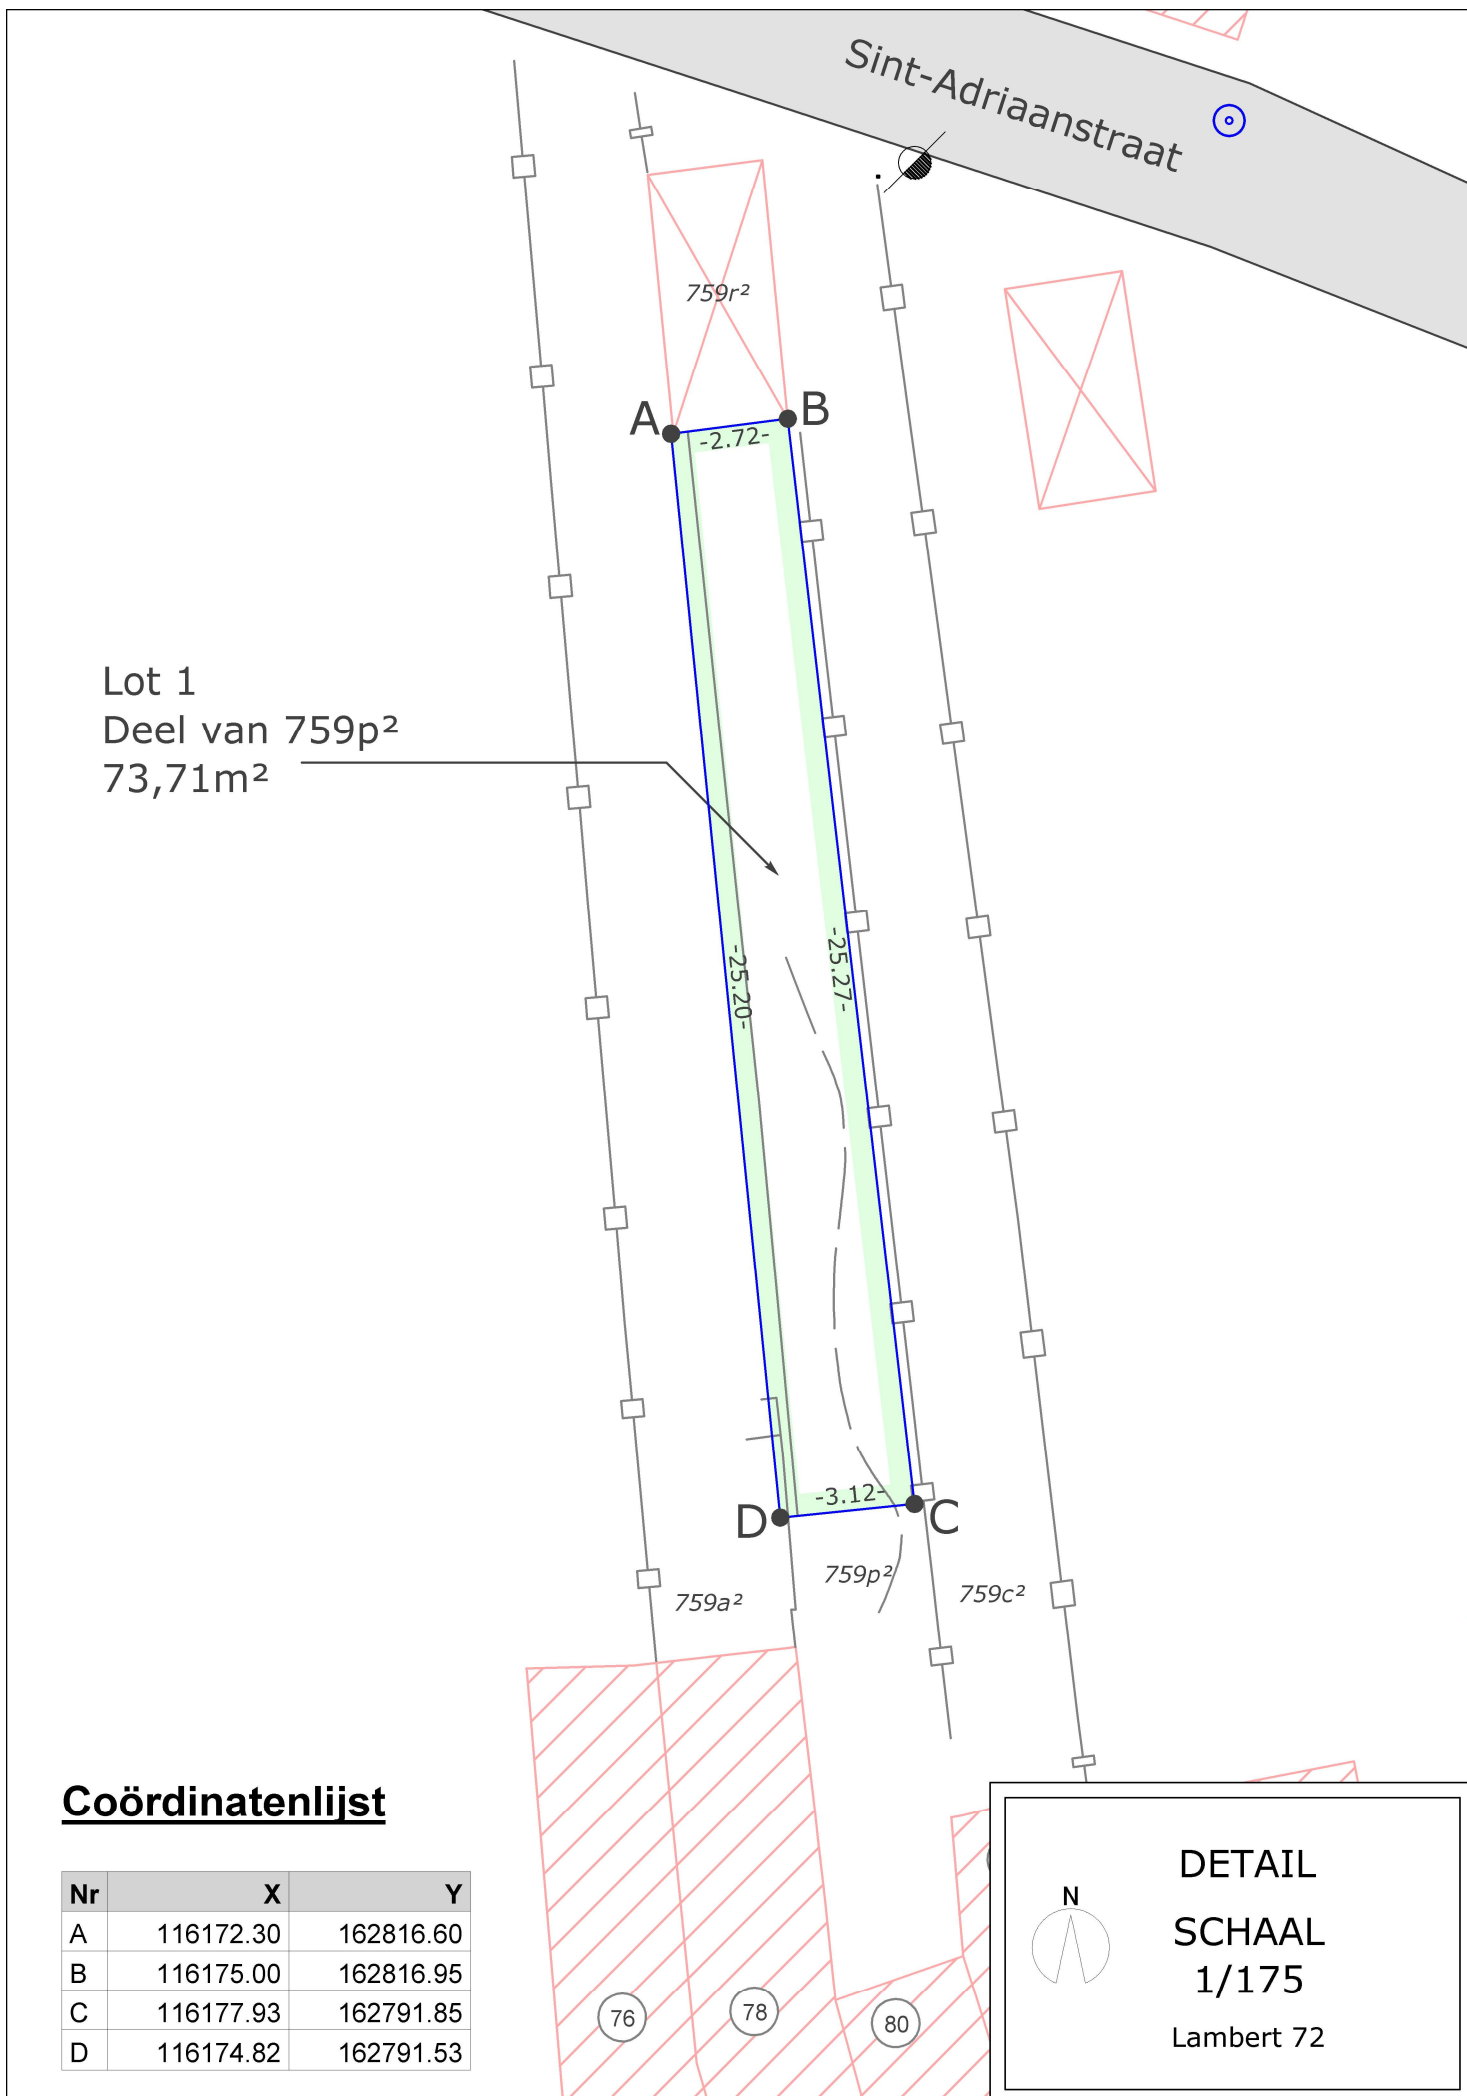 Sint-Adriaanstraat
759r²
A
B
-2.72-
Lot 1
Deel van 759p²
73,71m²
-25.20-
-25.27-
-3.12-
D
C
759a²
759p²
759c²
Coördinatenlijst
Nr X Y
A 116172.30 162816.60
B 116175.00 162816.95
C 116177.93 162791.85
D 116174.82 162791.53
76
78
80
DETAIL
N
SCHAAL
1/175
Lambert 72